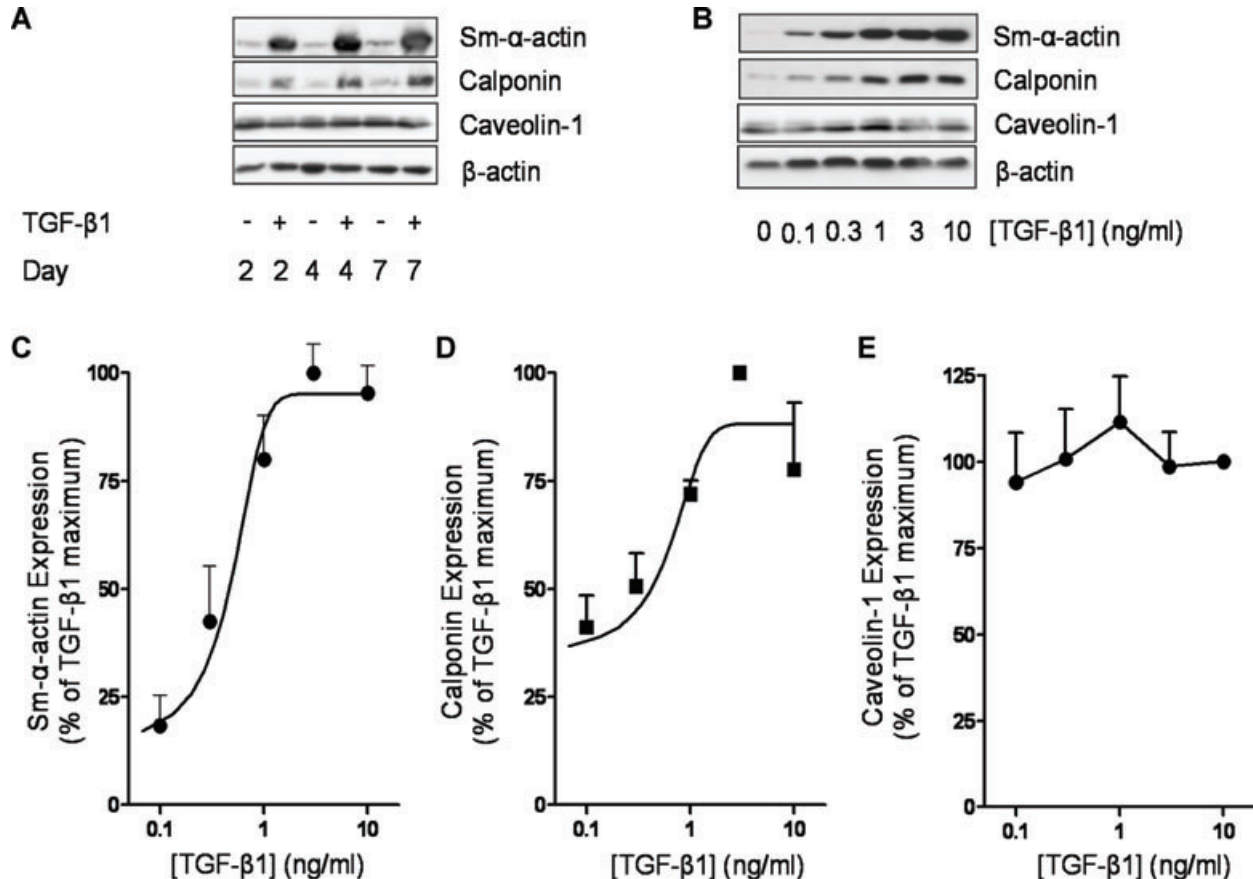 A
Sm-α-actin
Calponin
Caveolin-1
β-actin
TGF-β1 - + - + - +
Day 2 2 4 4 7 7
B
Sm-α-actin
Calponin
Caveolin-1
β-actin
0 0.1 0.3 1 3 10 [TGF-β1] (ng/ml)
C
Sm-α-actin Expression
(% of TGF-β1 maximum)
100
75
50
25
0
0.1 1 10
[TGF-β1] (ng/ml)
D
Calponin Expression
(% of TGF-β1 maximum)
100
75
50
25
0
0.1 1 10
[TGF-β1] (ng/ml)
E
Caveolin-1 Expression
(% of TGF-β1 maximum)
125
100
75
50
25
0
0.1 1 10
[TGF-β1] (ng/ml)